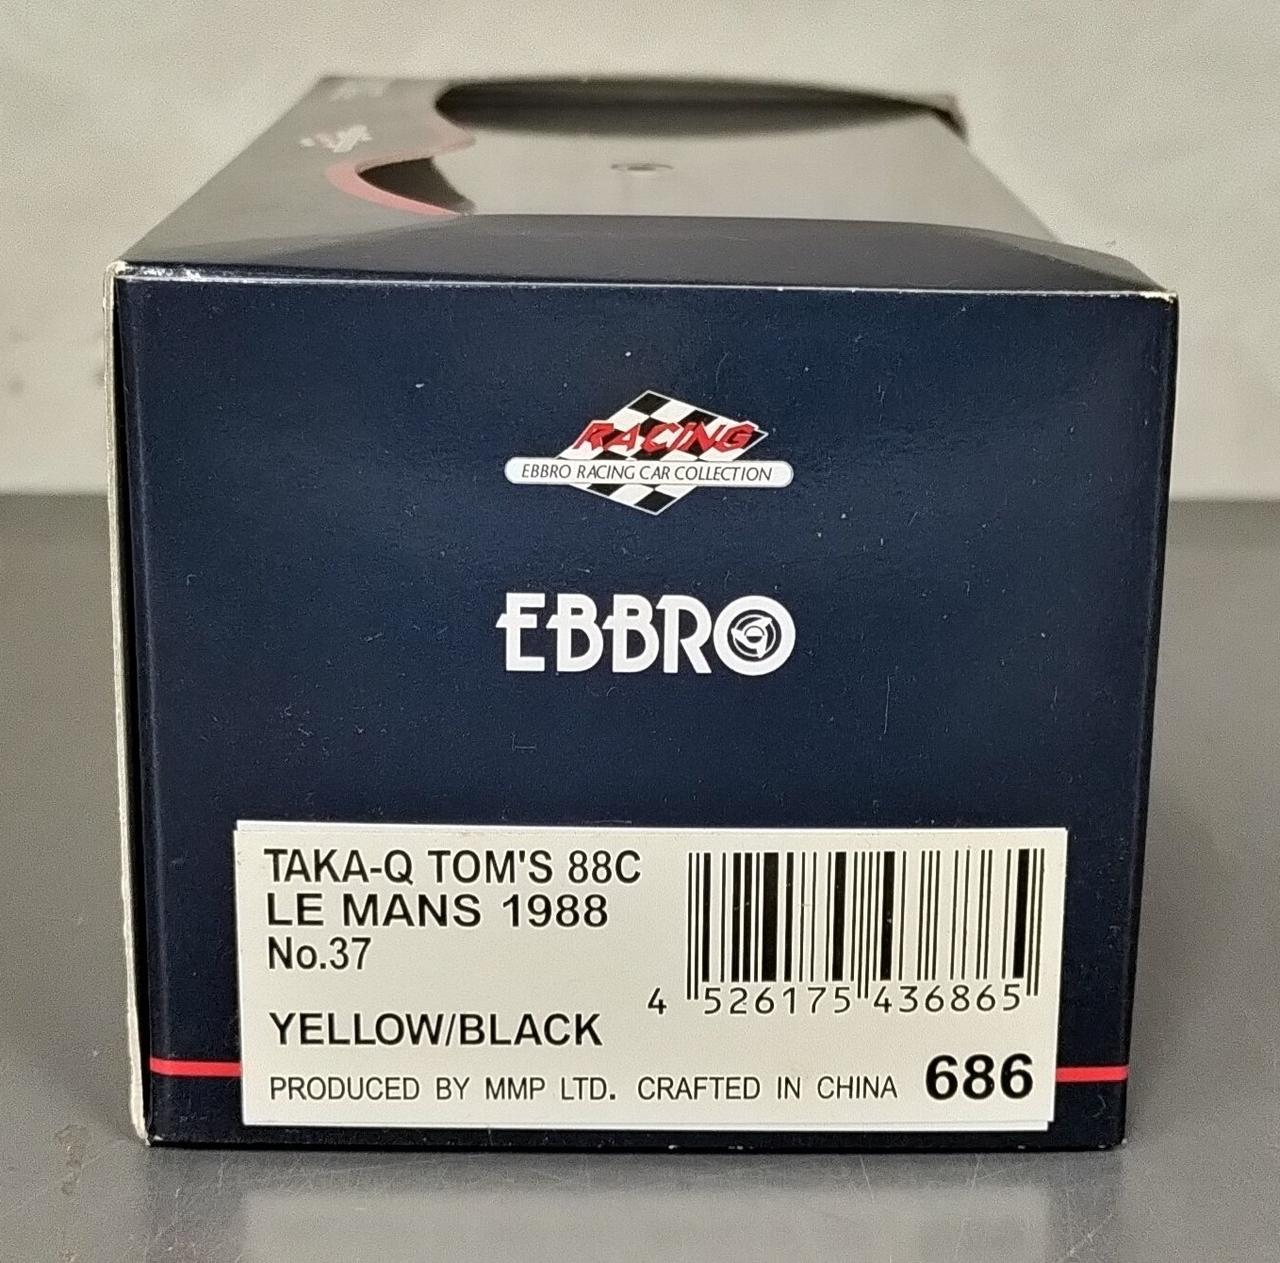 RACING
EBBRO RACING CAR COLLECTION
EBBRO
TAKA-Q TOM'S 88C
LE MANS 1988
No.37
YELLOW/BLACK
4 526175 436865
PRODUCED BY MMP LTD. CRAFTED IN CHINA 686